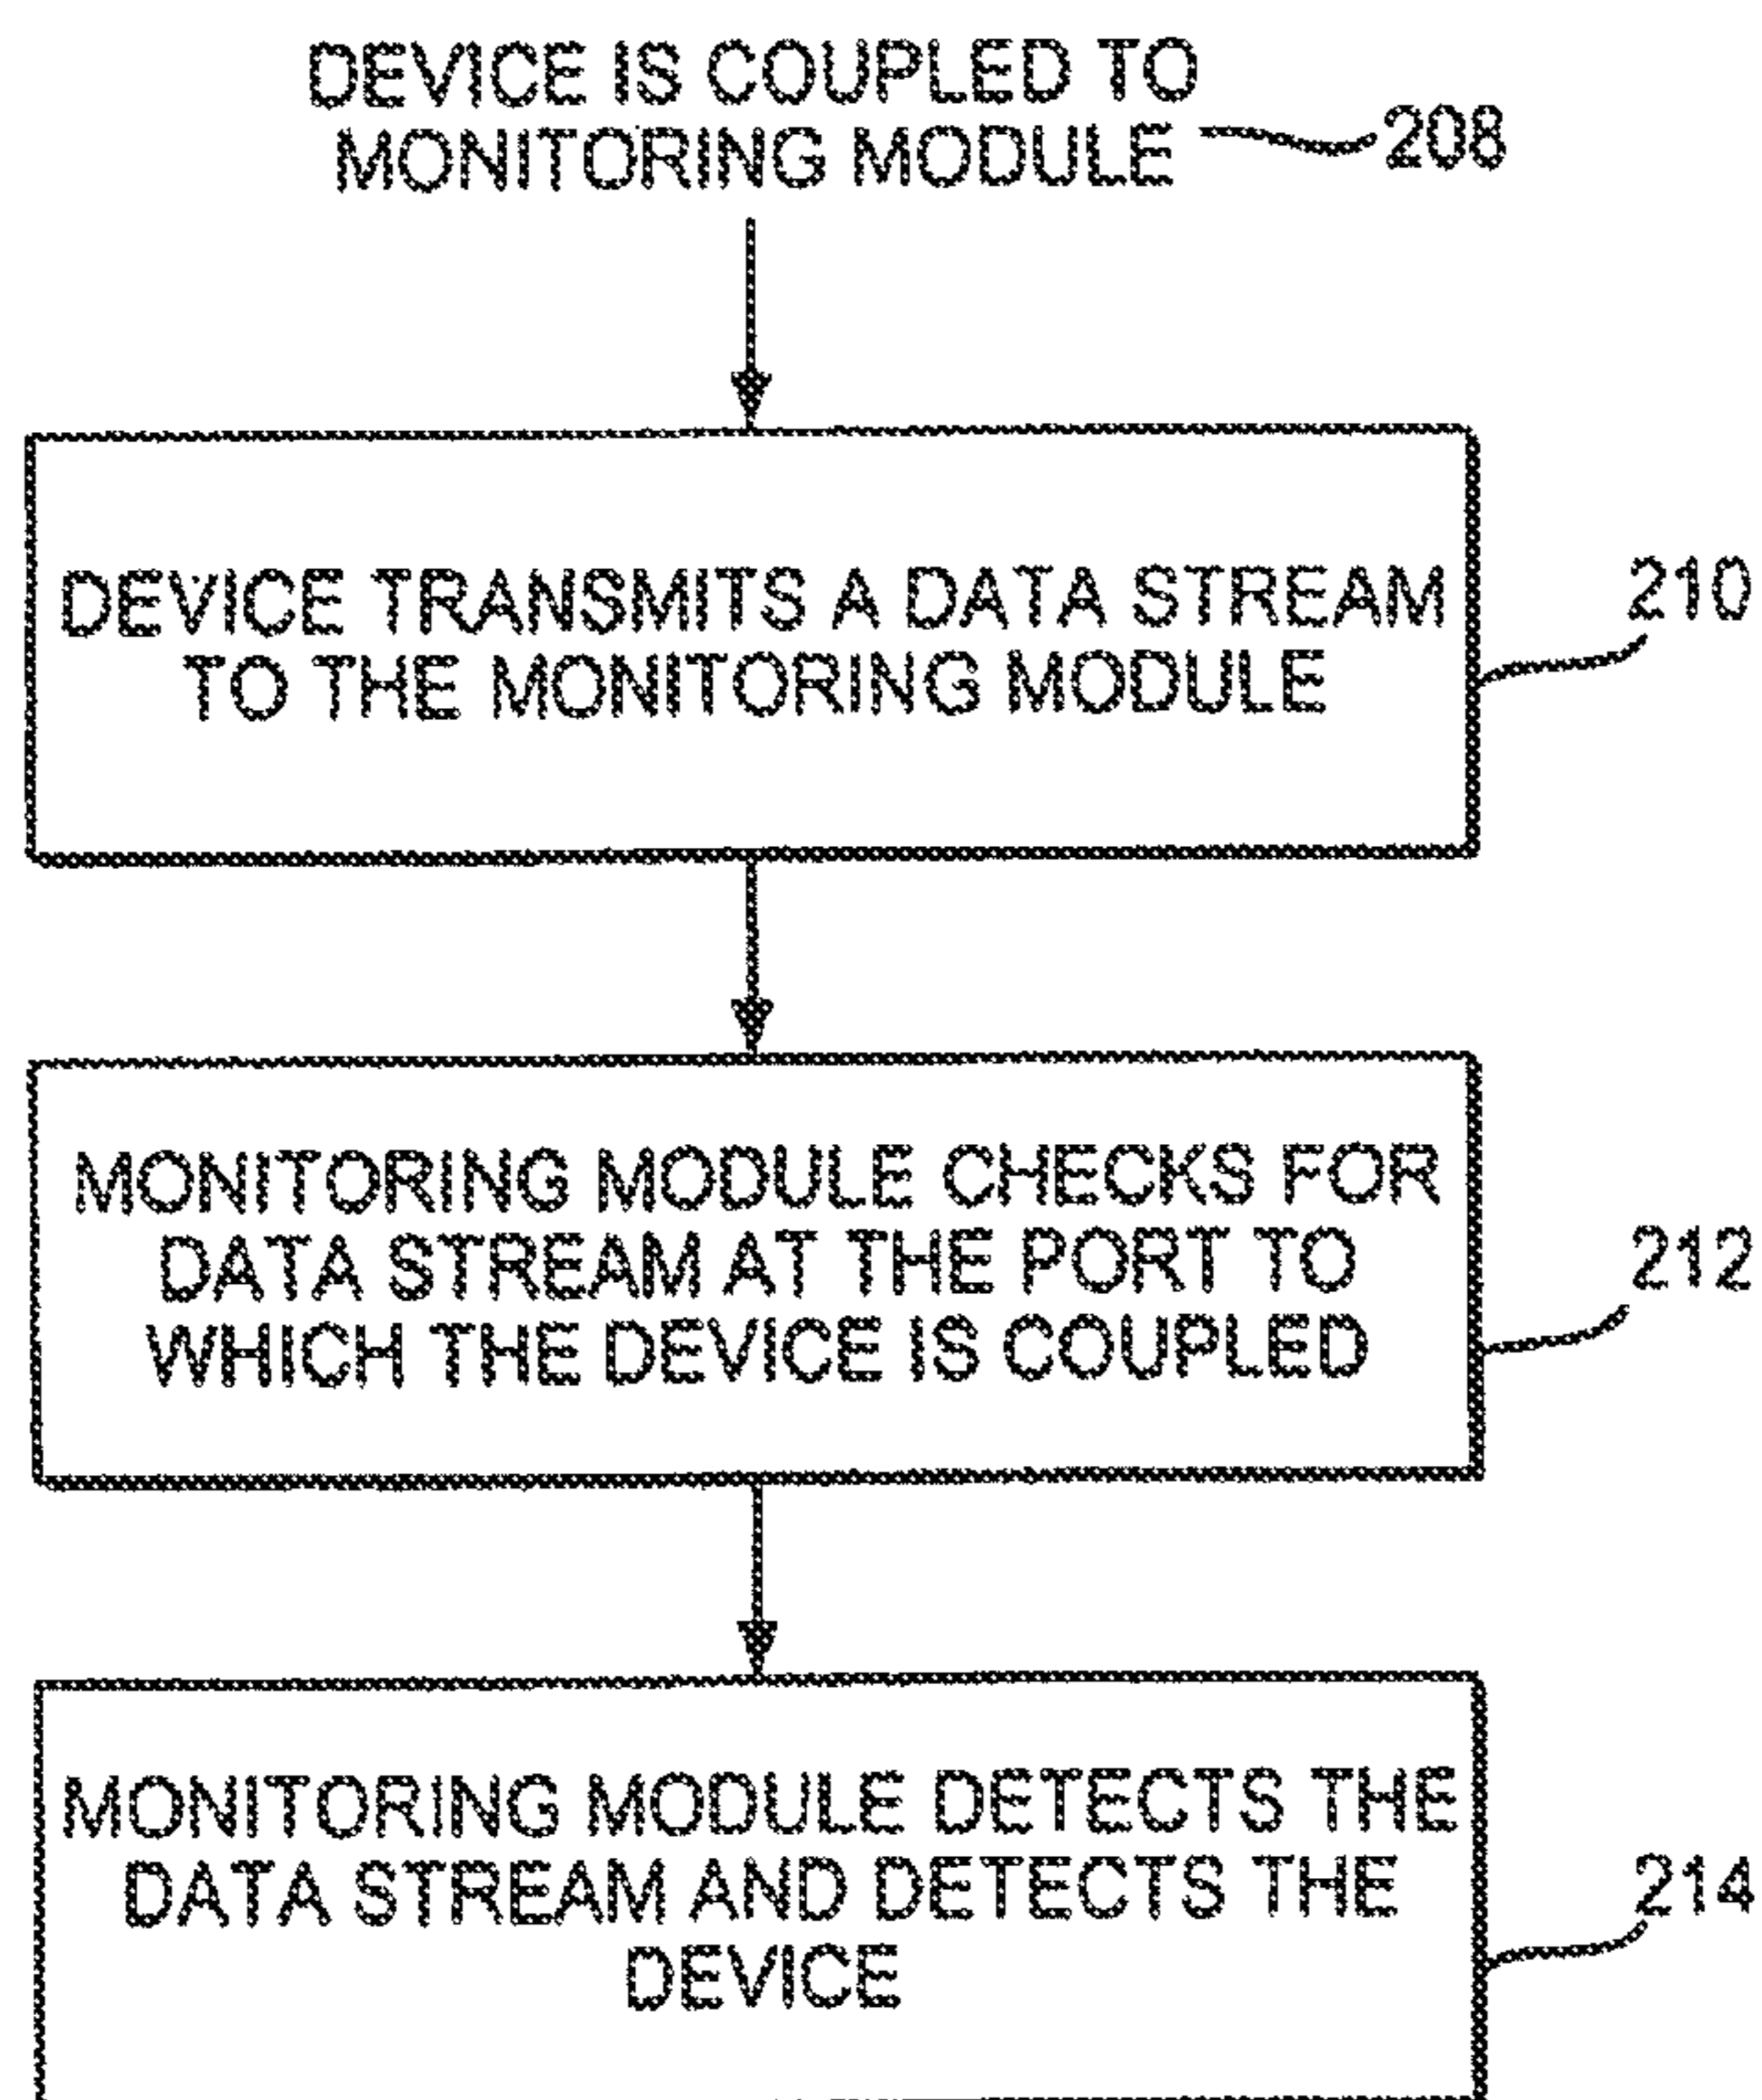 DEVICE IS COUPLED TO
MONITORING MODULE 208
DEVICE TRANSMITS A DATA STREAM
TO THE MONITORING MODULE
210
MONITORING MODULE CHECKS FOR
DATA STREAM AT THE PORT TO
WHICH THE DEVICE IS COUPLED
212
MONITORING MODULE DETECTS THE
DATA STREAM AND DETECTS THE
DEVICE
214